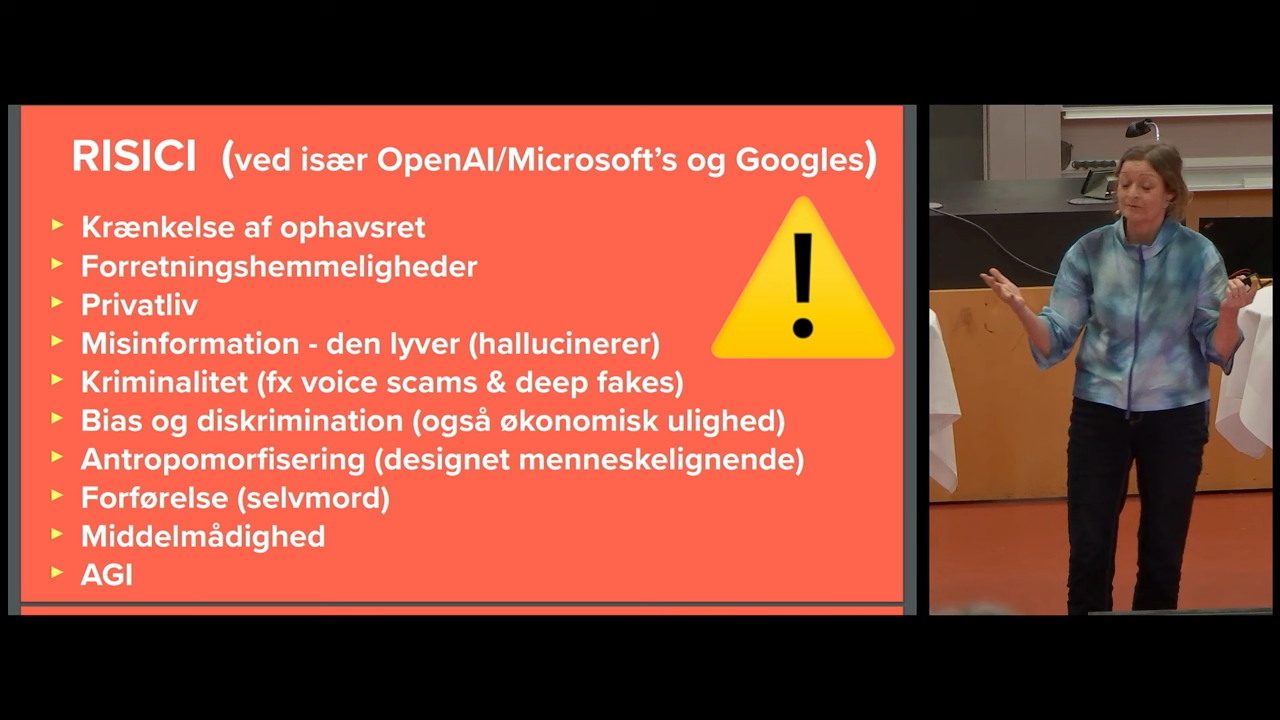 RISICI (ved især OpenAI/Microsoft's og Googles)
Krænkelse af ophavsret
Forretningshemmeligheder
Privatliv
Misinformation - den lyver (hallucinerer)
Kriminalitet (fx voice scams & deep fakes)
Bias og diskrimination (også økonomisk ulighed)
Antropomorfisering (designet menneskelignende)
Forførelse (selvmord)
Middelmådighed
AGI